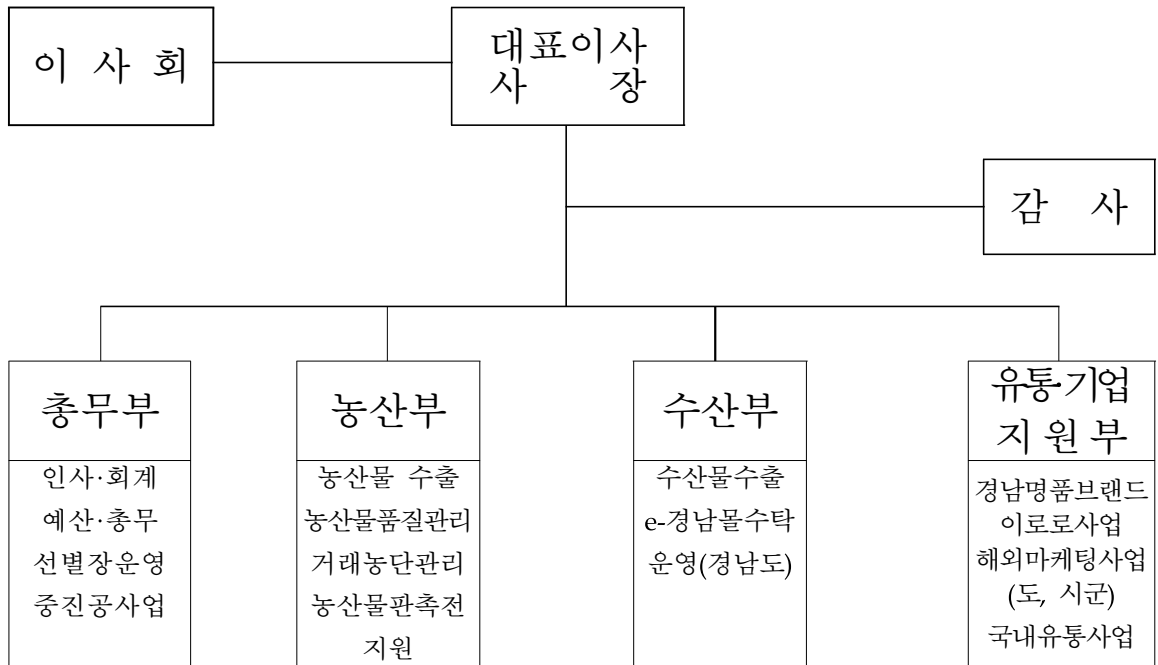 이 사 회
대표이사
사 장
감 사
총무부
인사·회계
예산·총무
선별장운영
중진공사업
농산부
농산물 수출
농산물품질관리
거래농단관리
농산물판촉전
지원
수산부
수산물수출
e-경남몰수탁
운영(경남도)
유통기업
지 원 부
경남명품브랜드
이로로사업
해외마케팅사업
(도, 시군)
국내유통사업